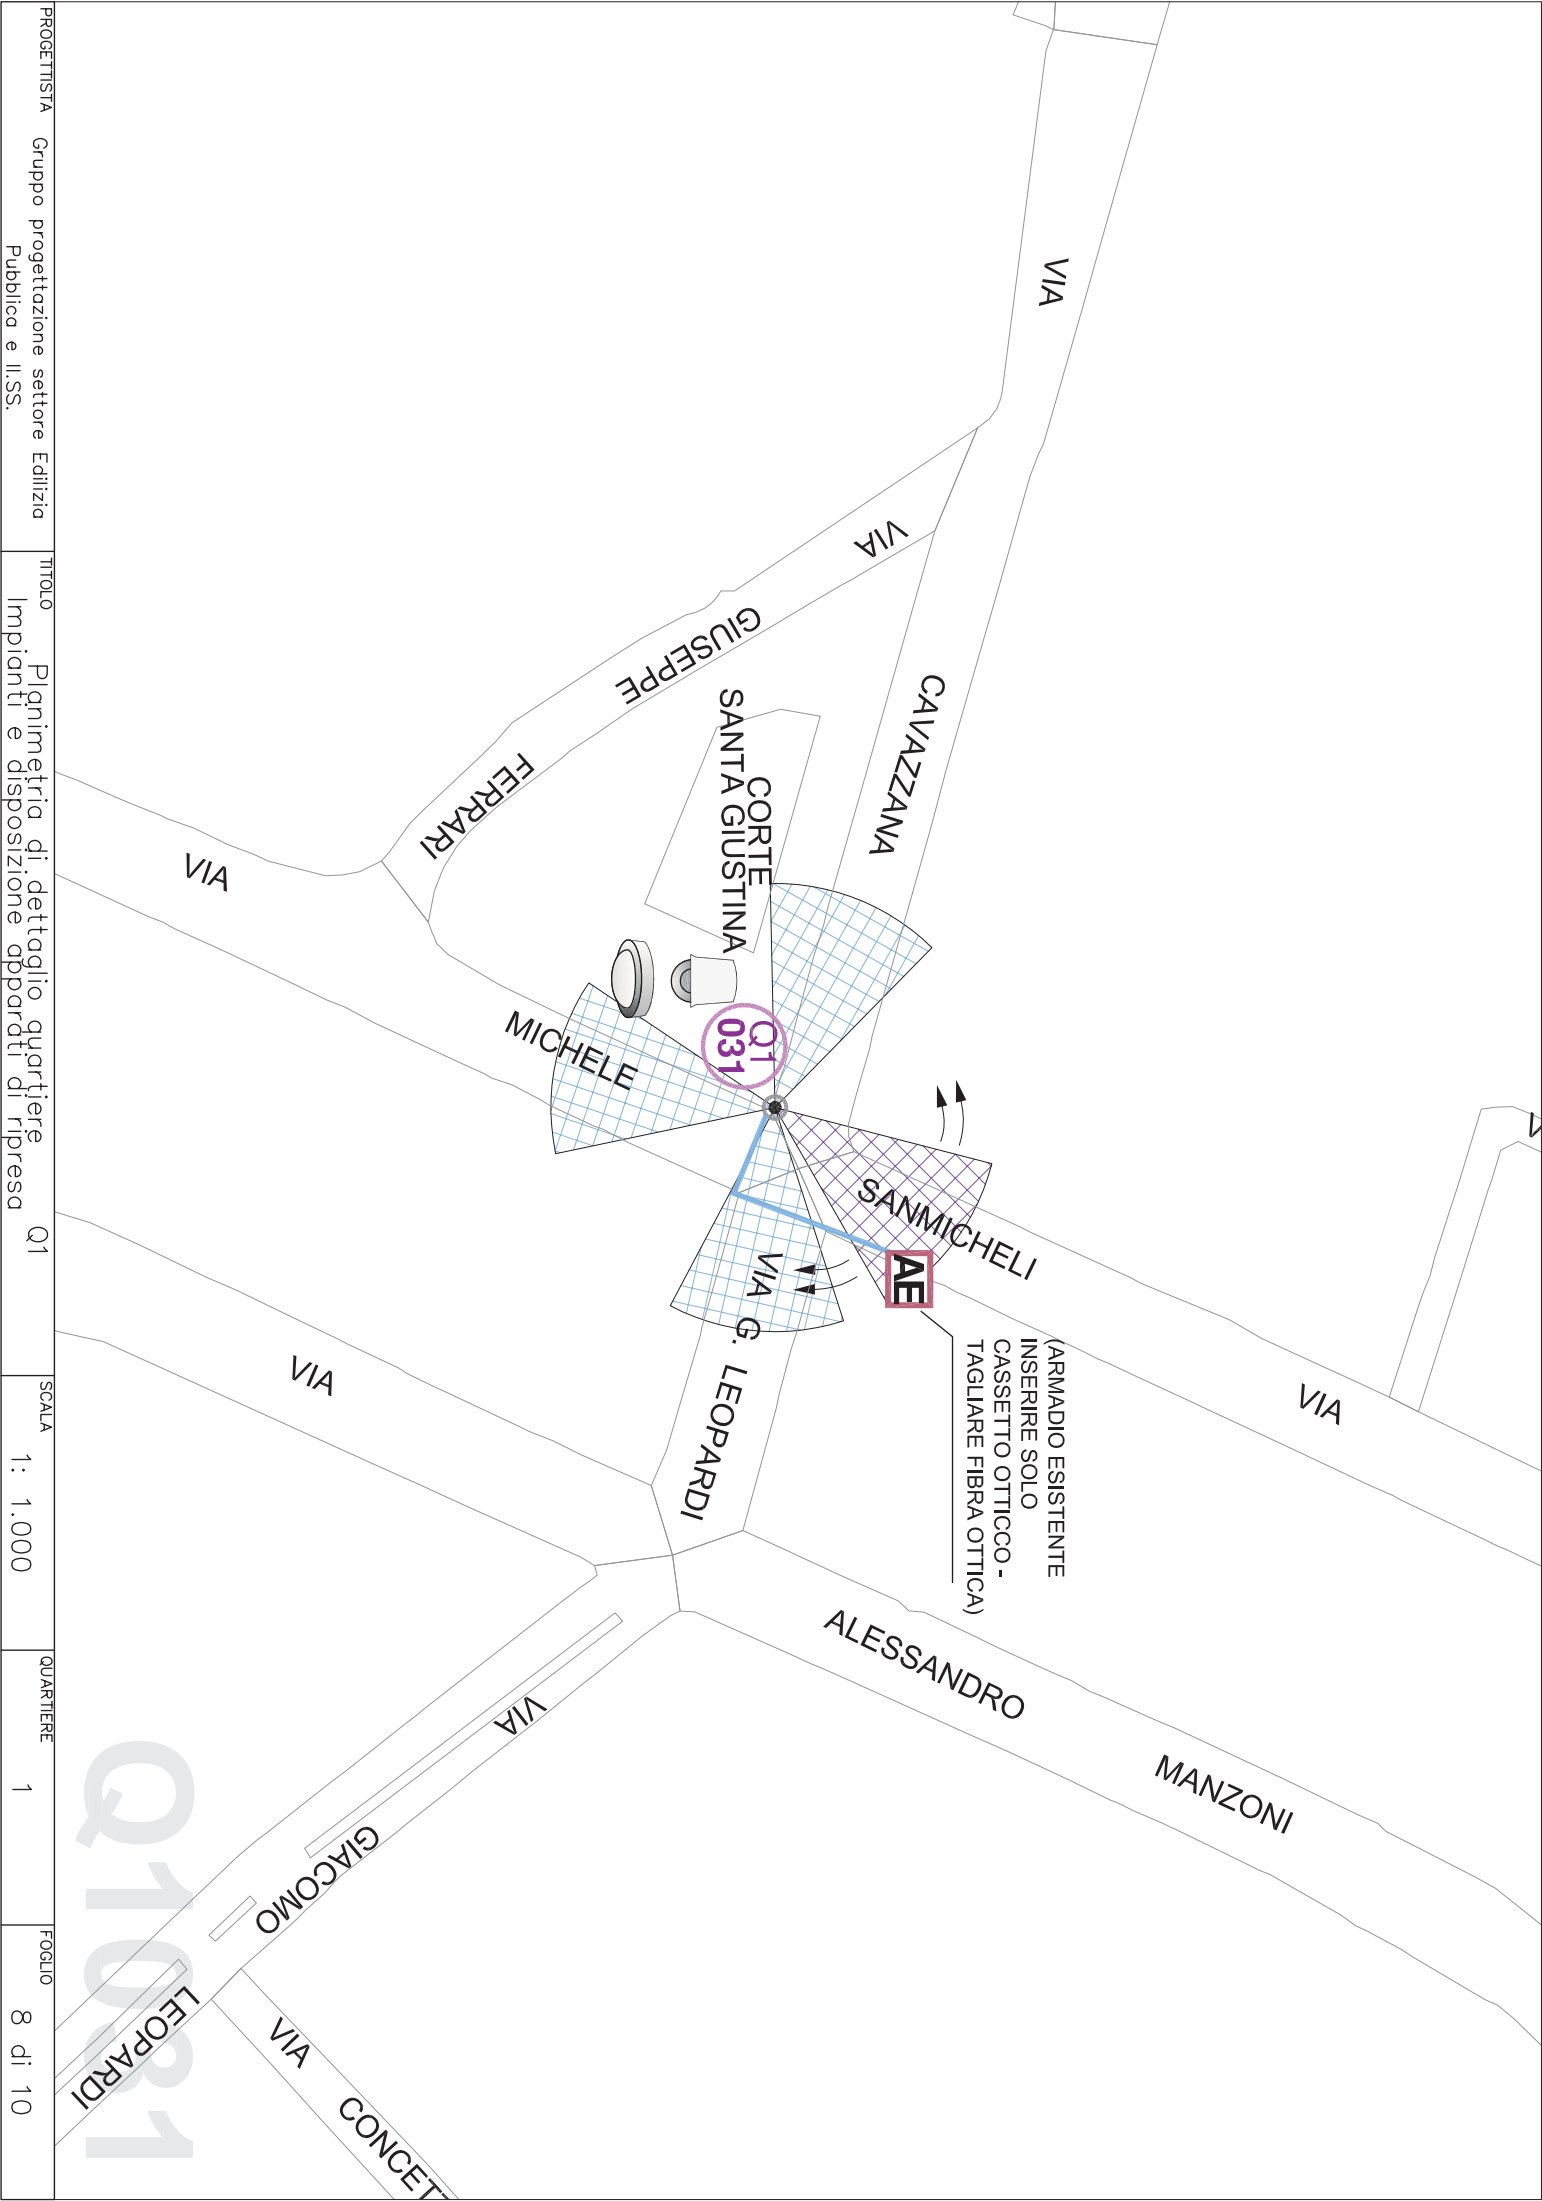 VIA
CAVAZZANA
VIA
GIUSEPPE
FERRARI
CORTE
SANTA GIUSTINA
VIA
MICHELE
SANMICHELI
VIA
Q1
031
AE
(ARMADIO ESISTENTE
INSERIRE SOLO
CASSETTO OTTICCO -
TAGLIARE FIBRA OTTICA)
VIA G. LEOPARDI
VIA
ALESSANDRO
MANZONI
VIA
GIACOMO
LEOPARDI
VIA CONCET
V
PROGETTISTA
Gruppo progettazione settore Edilizia
Pubblica e II.SS.
TITOLO
Planimetria di dettaglio quartiere Q1
Impianti e disposizione apparati di ripresa
SCALA
1: 1.000
QUARTIERE
1
FOGLIO
8 di 10